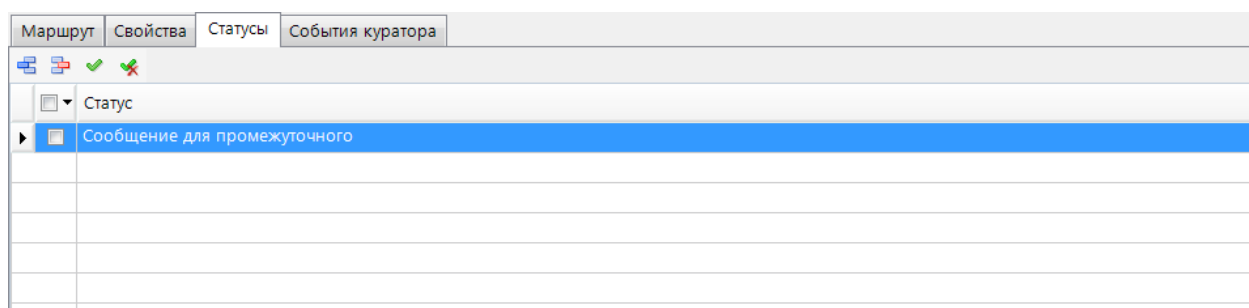 Маршрут Свойства Статусы События куратора
Статус
Сообщение для промежуточного